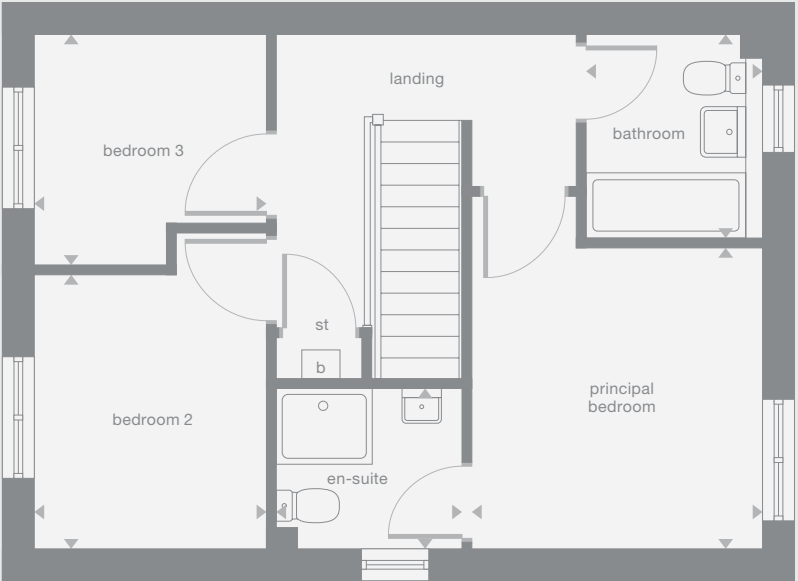 landing
bedroom 3
bathroom
st
b
principal
bedroom
bedroom 2
en-suite